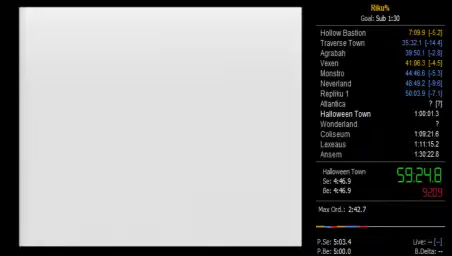 Riku%
Goal: Sub 1:30
Hollow Bastion 7:09.9 [-5.2]
Traverse Town 35:32.1 [-14.4]
Agrabah 39:50.1 [-2.8]
Vexen 41:06.3 [-4.5]
Monstro 44:46.6 [-5.3]
Neverland 48:49.2 [-9.6]
Repliku 1 50:03.9 [-7.1]
Atlantica ? [?]
Halloween Town 1:00:01.3
Wonderland ?
Coliseum 1:09:21.6
Lexeaus 1:11:15.2
Ansem 1:30:22.8
Halloween Town 59:24.8
Se: 4:46.9
Be: 4:46.9 9209
Max Ord.: 2:42.7
P.Se: 5:03.4 Live: -- [--]
P.Be: 5:00.0 B.Delta: --